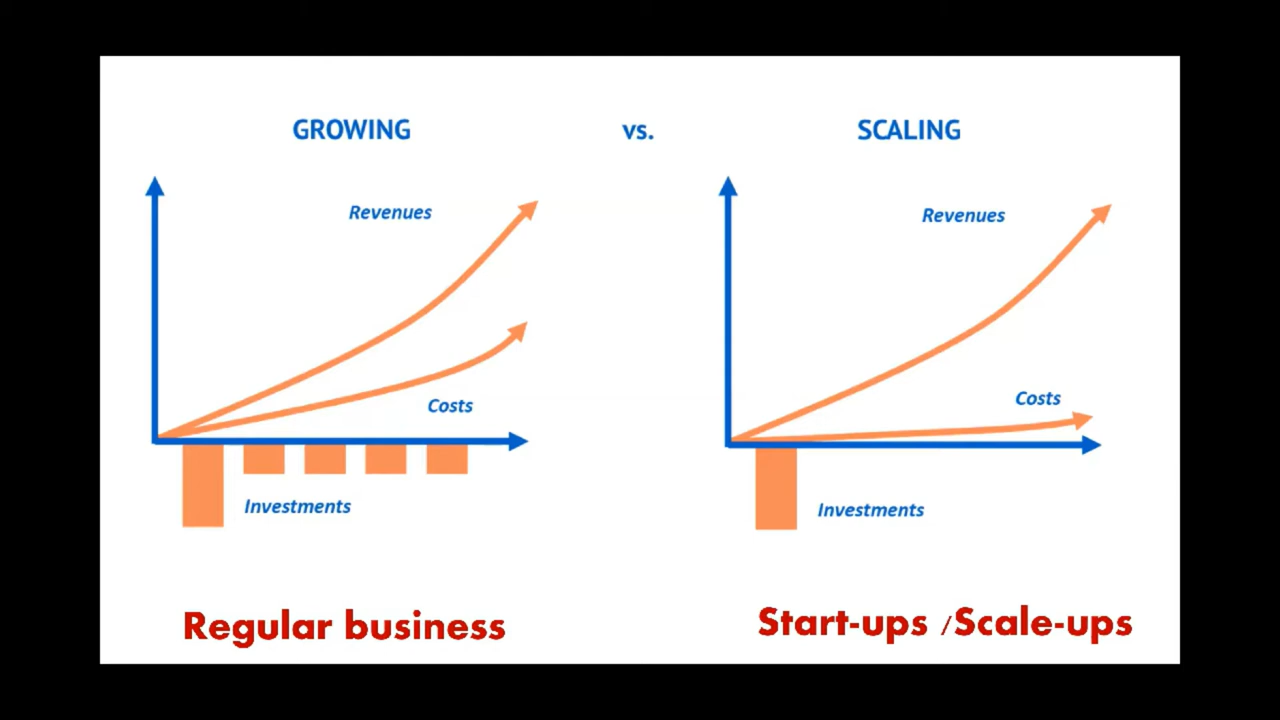 GROWING vs. SCALING
Revenues
Costs
Investments
Regular business
Revenues
Costs
Investments
Start-ups /Scale-ups